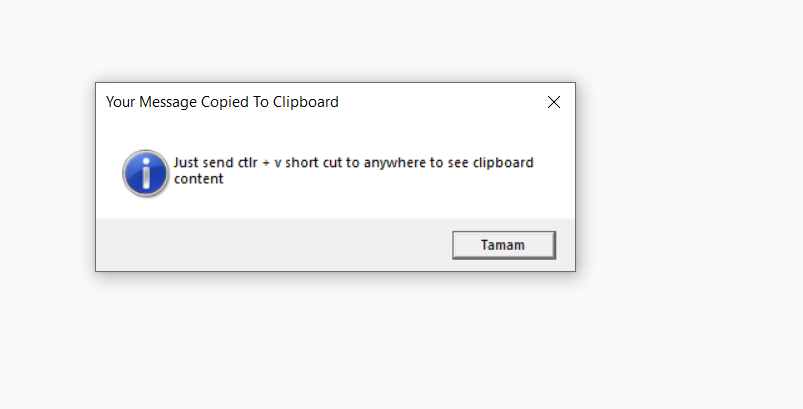 Your Message Copied To Clipboard
Just send ctlr + v short cut to anywhere to see clipboard
content
Tamam